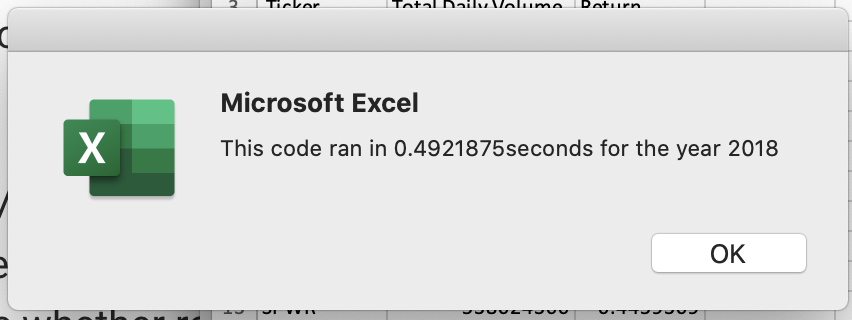 3 Ticker Total Daily Volume Return
Microsoft Excel
X
This code ran in 0.4921875seconds for the year 2018
OK
whether